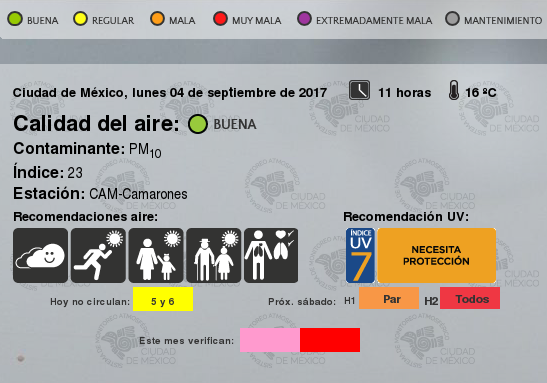 BUENA REGULAR MALA MUY MALA EXTREMADAMENTE MALA MANTENIMIENTO
Ciudad de México, lunes 04 de septiembre de 2017 11 horas 16 ºC
Calidad del aire: BUENA
Contaminante: PM10
Índice: 23
Estación: CAM-Camarones
Recomendaciones aire:
Recomendación UV:
ÍNDICE
UV
7
NECESITA
PROTECCIÓN
Hoy no circulan: 5 y 6
Próx. sábado: H1 Par H2 Todos
Este mes verifican:
CIUDAD
DE MÉXICO